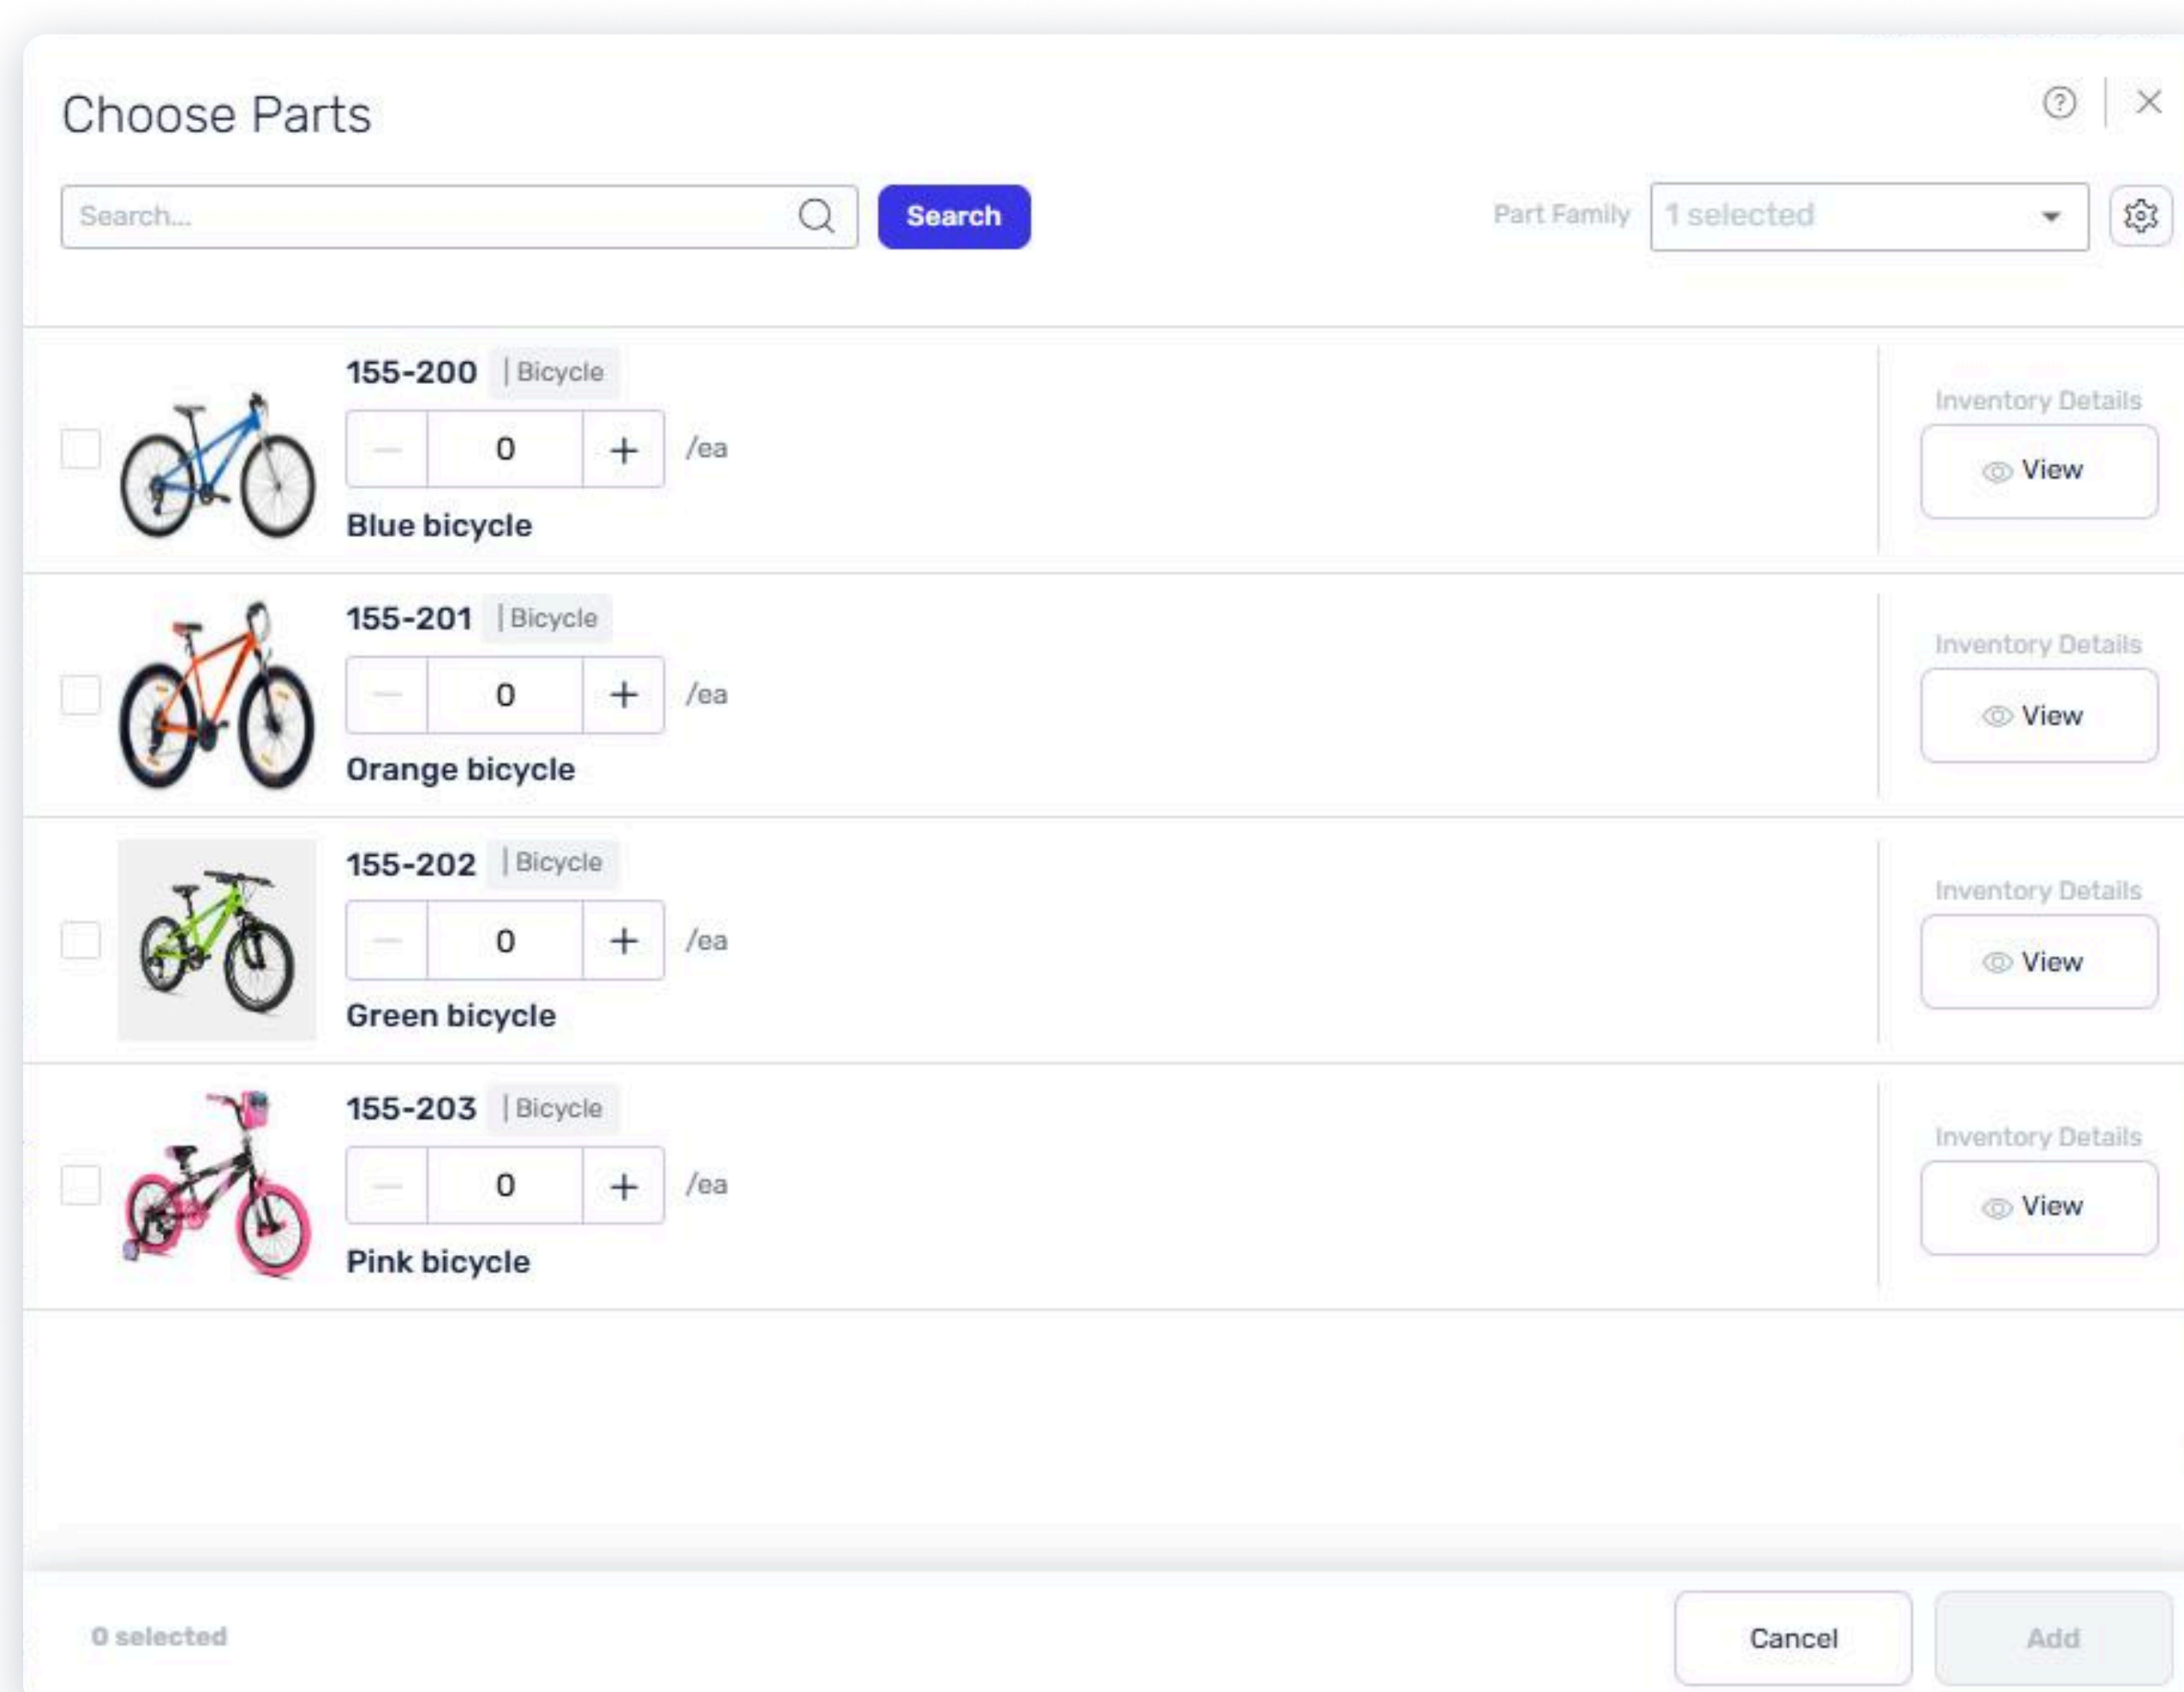 Choose Parts
Search...
Search
Part Family
1 selected
155-200 | Bicycle
0 /ea
Blue bicycle
Inventory Details
View
155-201 | Bicycle
0 /ea
Orange bicycle
Inventory Details
View
155-202 | Bicycle
0 /ea
Green bicycle
Inventory Details
View
155-203 | Bicycle
0 /ea
Pink bicycle
Inventory Details
View
0 selected
Cancel
Add